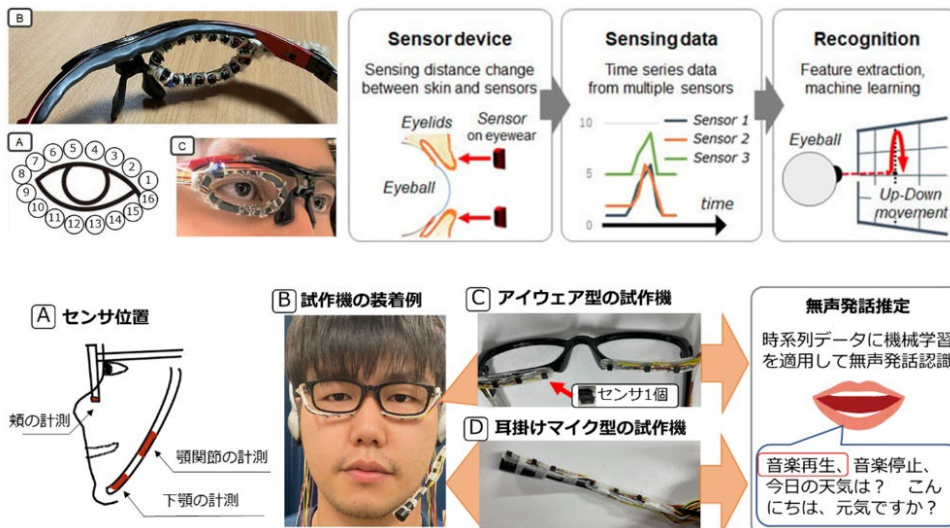 B
A
8
7
6
5
4
3
2
1
9
10
11
12
13
14
15
16
C
Sensor device
Sensing distance change
between skin and sensors
Eyelids
Sensor
on eyewear
Eyeball
Sensing data
Time series data
from multiple sensors
10
5
0
Sensor 1
Sensor 2
Sensor 3
time
Recognition
Feature extraction,
machine learning
Eyeball
Up-Down
movement
A センサ位置
頬の計測
顎関節の計測
下顎の計測
B 試作機の装着例
C アイウェア型の試作機
センサ1個
D 耳掛けマイク型の試作機
無声発話推定
時系列データに機械学習
を適用して無声発話認識
音楽再生、音楽停止、
今日の天気は? こん
にちは、元気ですか?